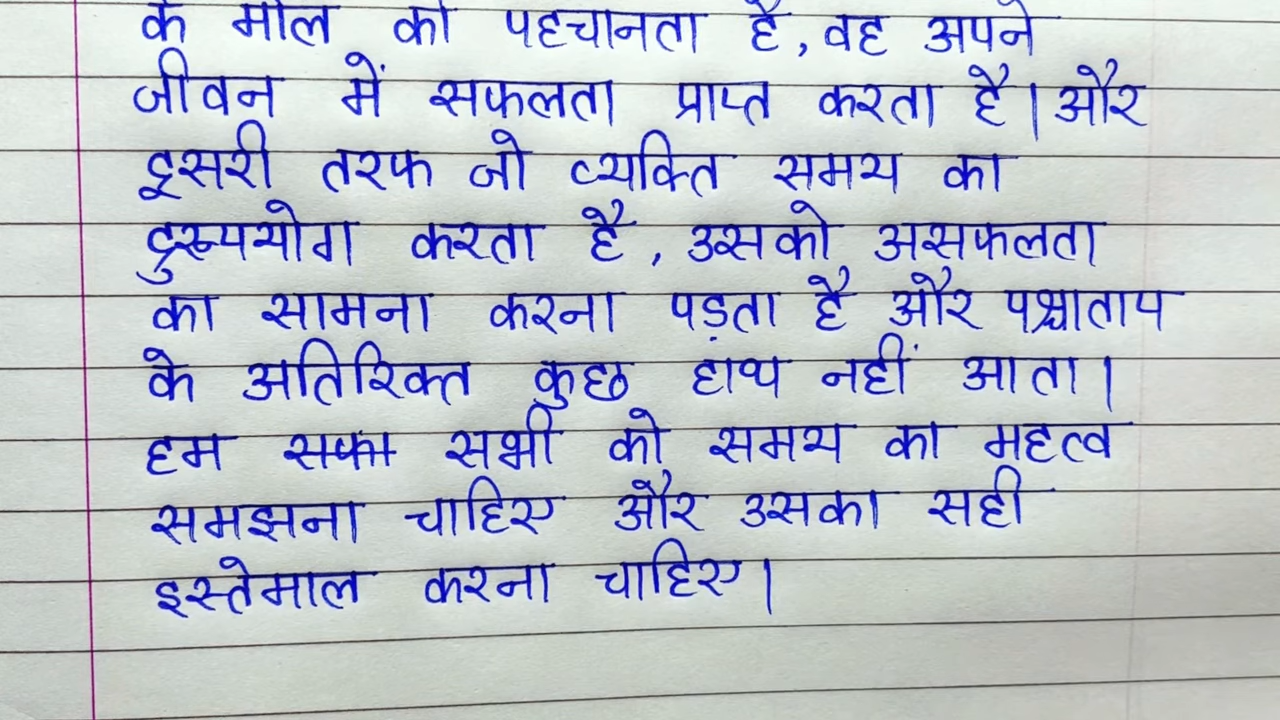 के मोल को पहचानता है, वह अपने
जीवन में सफलता प्राप्त करता है। और
दूसरी तरफ जो व्यक्ति समय का
दुरूपयोग करता है, उसको असफलता
का सामना करना पड़ता है और पश्चाताप
के अतिरिक्त कुछ हाथ नहीं आता।
हम सभी को समय का महत्व
समझना चाहिए और उसका सही
इस्तेमाल करना चाहिए।